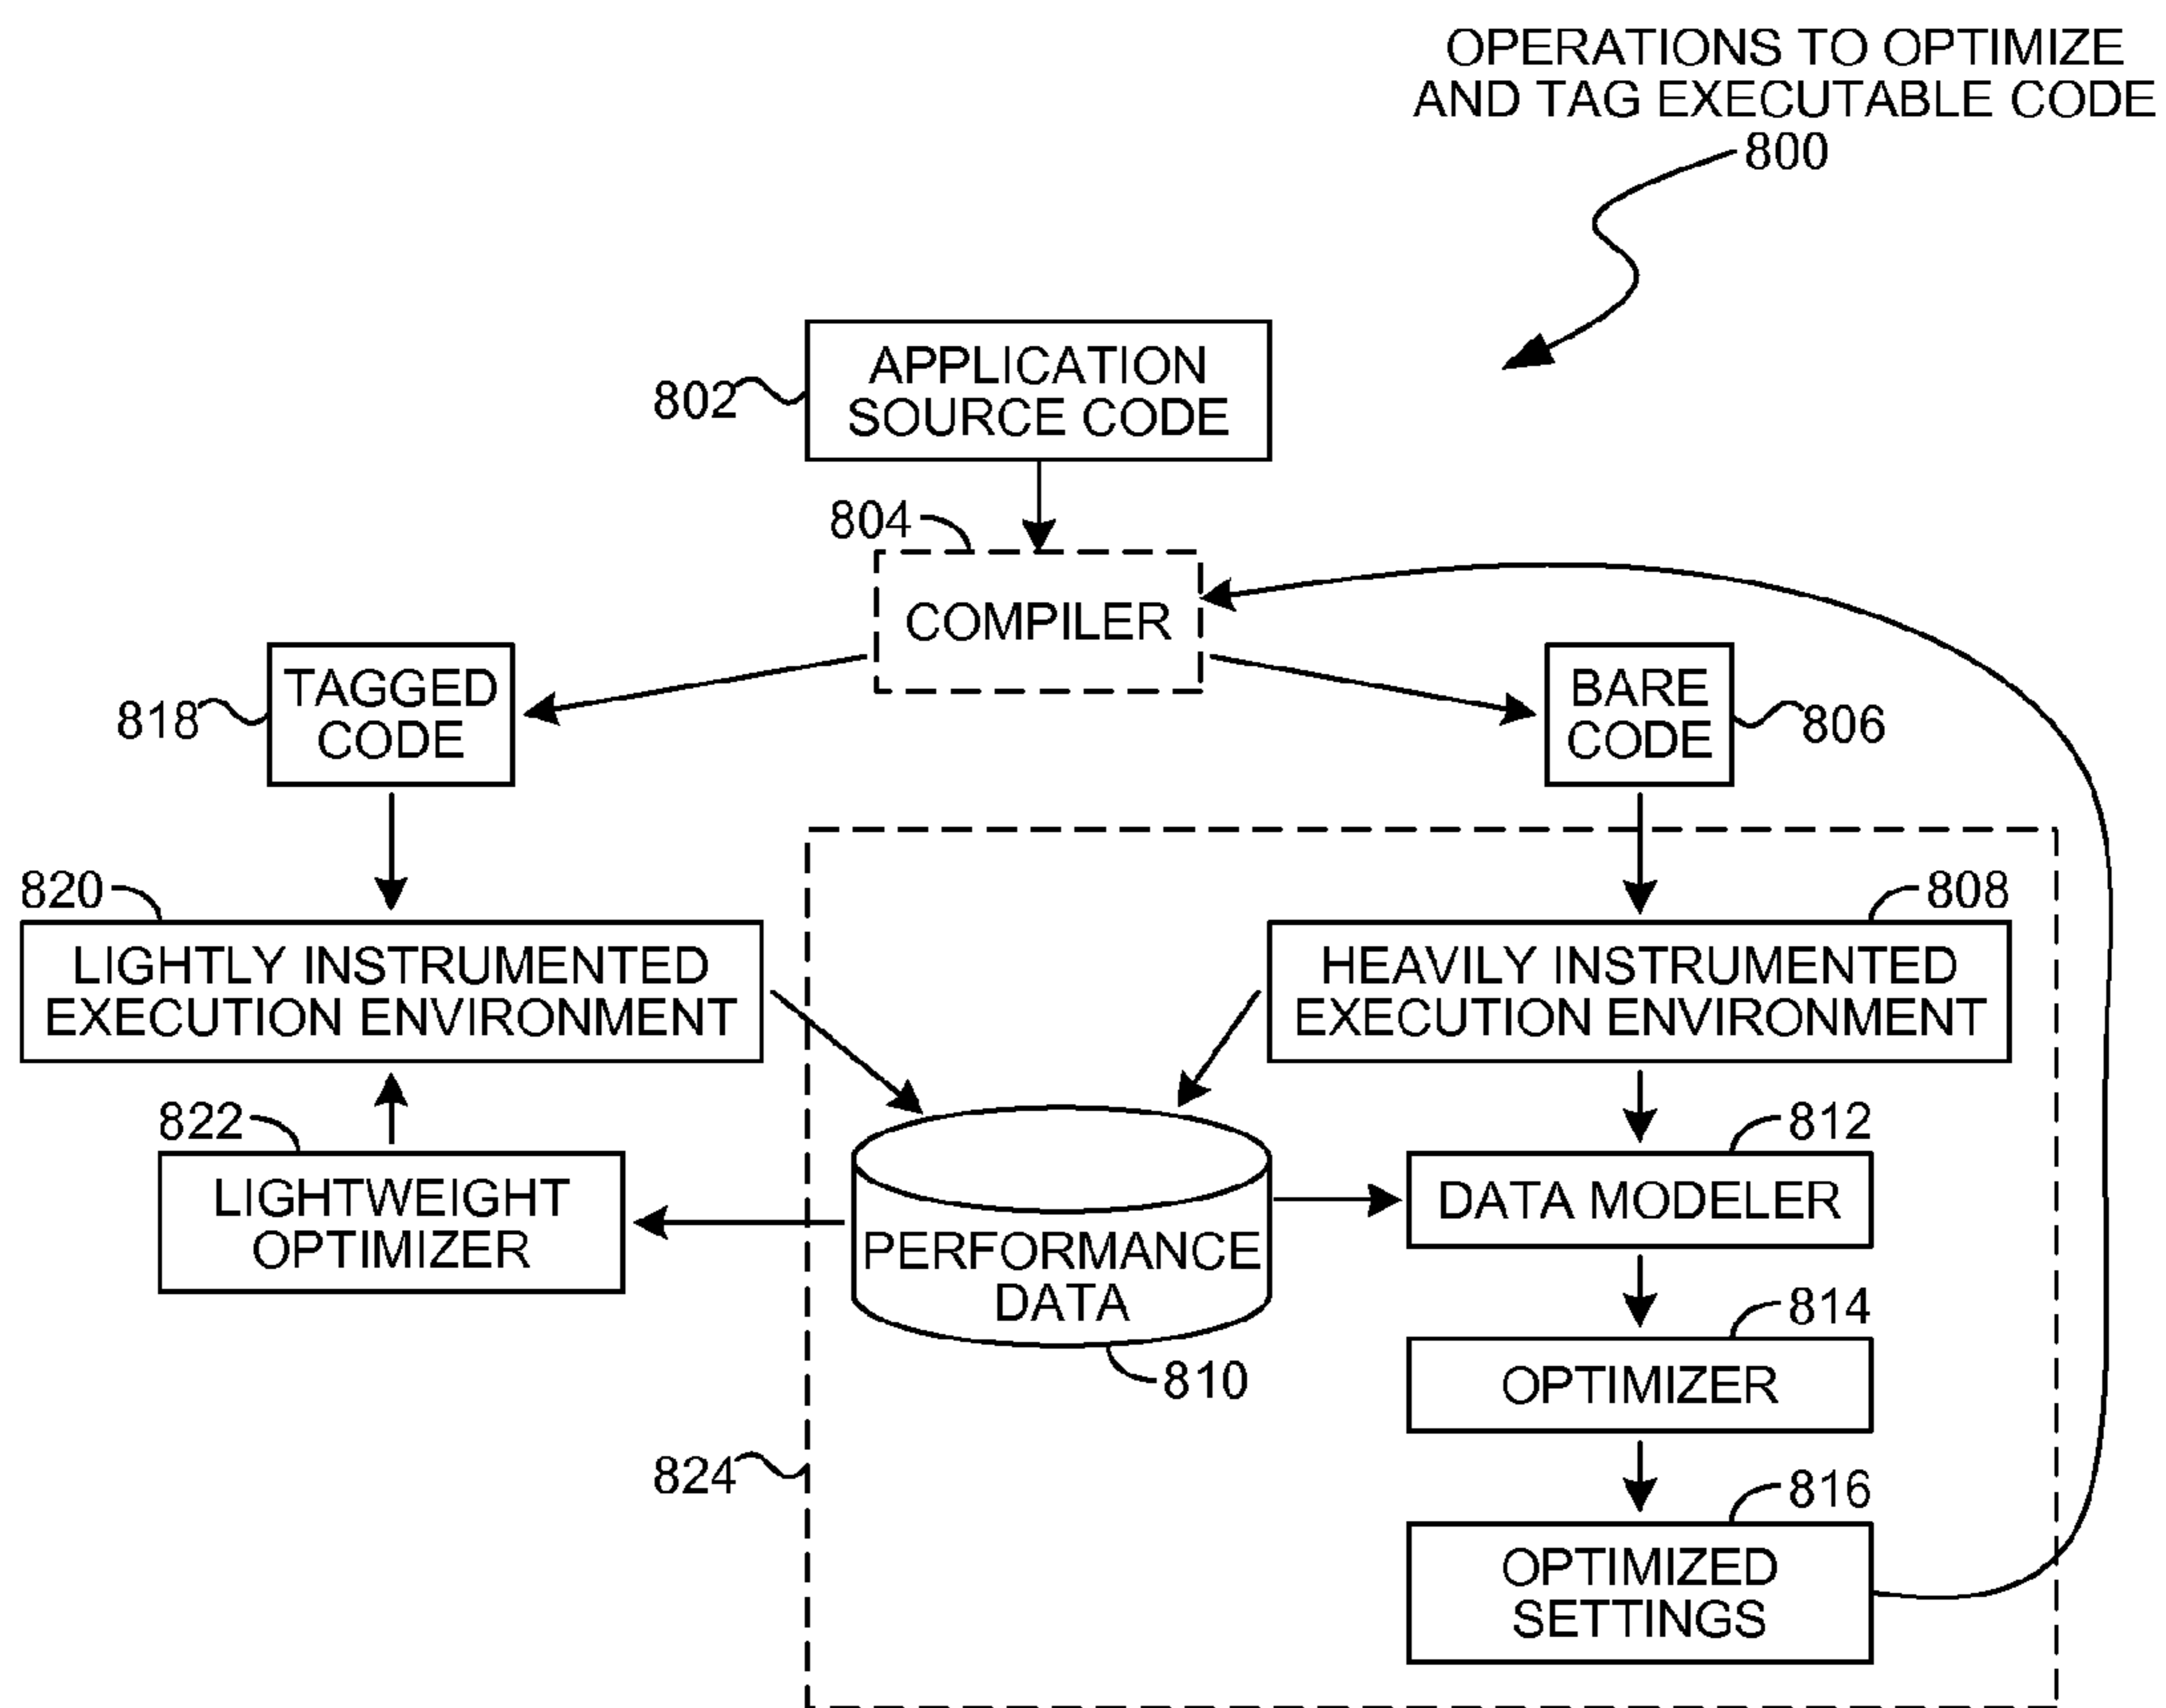 OPERATIONS TO OPTIMIZE
AND TAG EXECUTABLE CODE
800
802
APPLICATION
SOURCE CODE
804
COMPILER
818
TAGGED
CODE
BARE
CODE
806
820
LIGHTLY INSTRUMENTED
EXECUTION ENVIRONMENT
808
HEAVILY INSTRUMENTED
EXECUTION ENVIRONMENT
822
LIGHTWEIGHT
OPTIMIZER
PERFORMANCE
DATA
810
812
DATA MODELER
814
OPTIMIZER
824
816
OPTIMIZED
SETTINGS